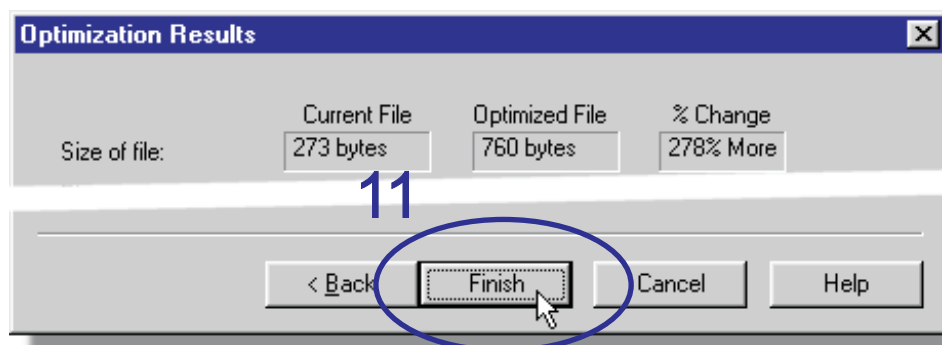 Optimization Results
Current File Optimized File % Change
Size of file: 273 bytes 760 bytes 278% More
11
< Back Finish Cancel Help